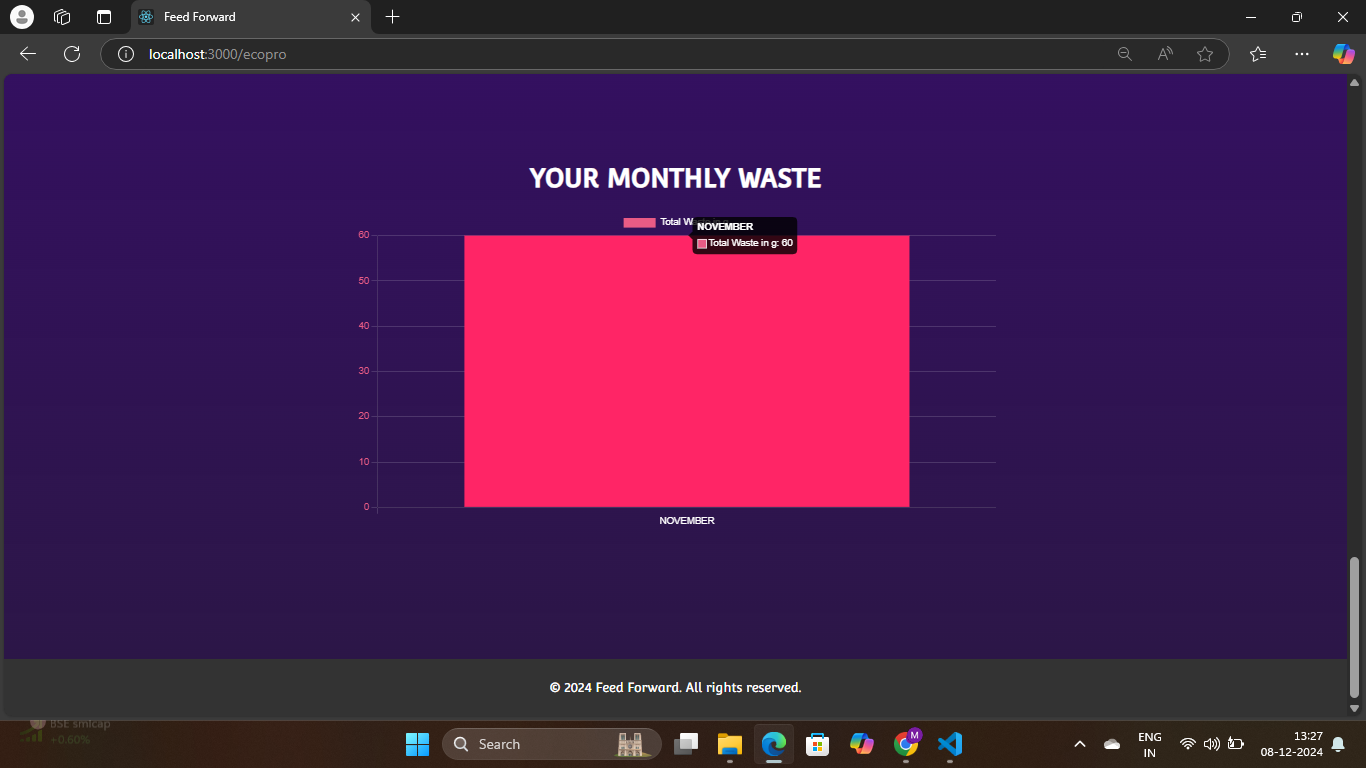 Feed Forward
localhost:3000/ecopro
YOUR MONTHLY WASTE
Total W
NOVEMBER
Total Waste in g: 60
60
50
40
30
20
10
0
NOVEMBER
© 2024 Feed Forward. All rights reserved.
BSE smlcap
+0.60%
Search
M
ENG
IN
13:27
08-12-2024